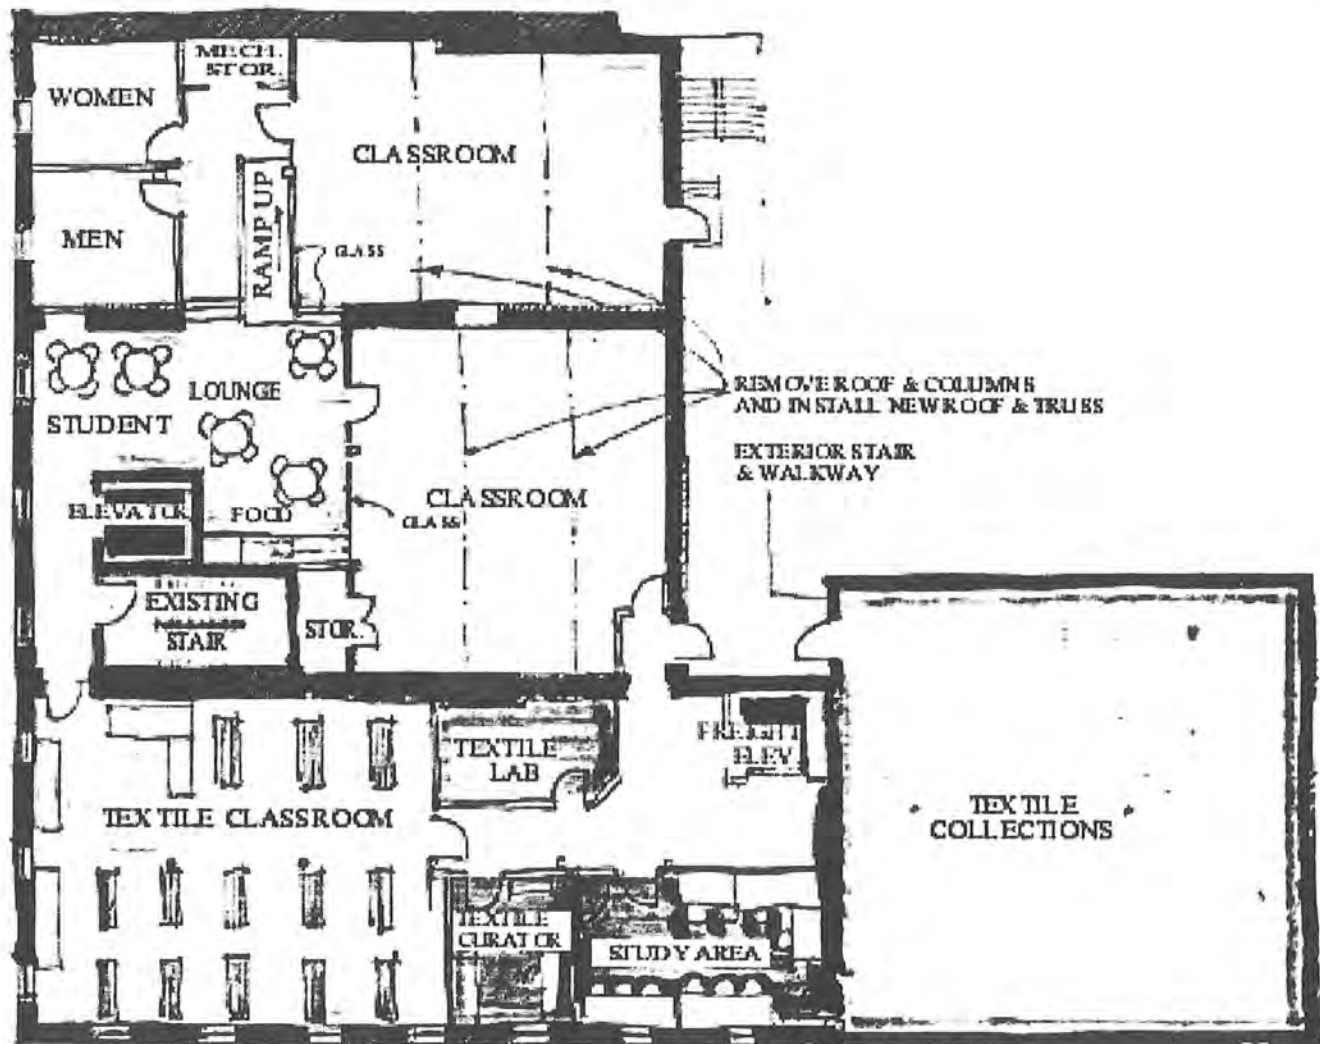 MECH.
STOR.
WOMEN
CLASSROOM
RAMP UP
MEN
GLASS
LOUNGE
STUDENT
REMOVE ROOF & COLUMNS
AND INSTALL NEW ROOF & TRUSS
EXTERIOR STAIR
& WALKWAY
CLASSROOM
ELEVATOR
FOOD
GLASS
EXISTING
STAIR
STOR.
TEXTILE
LAB
FREIGHT
ELEV.
TEXTILE CLASSROOM
TEXTILE
COLLECTIONS
TEXTILE
CURATOR
STUDY AREA